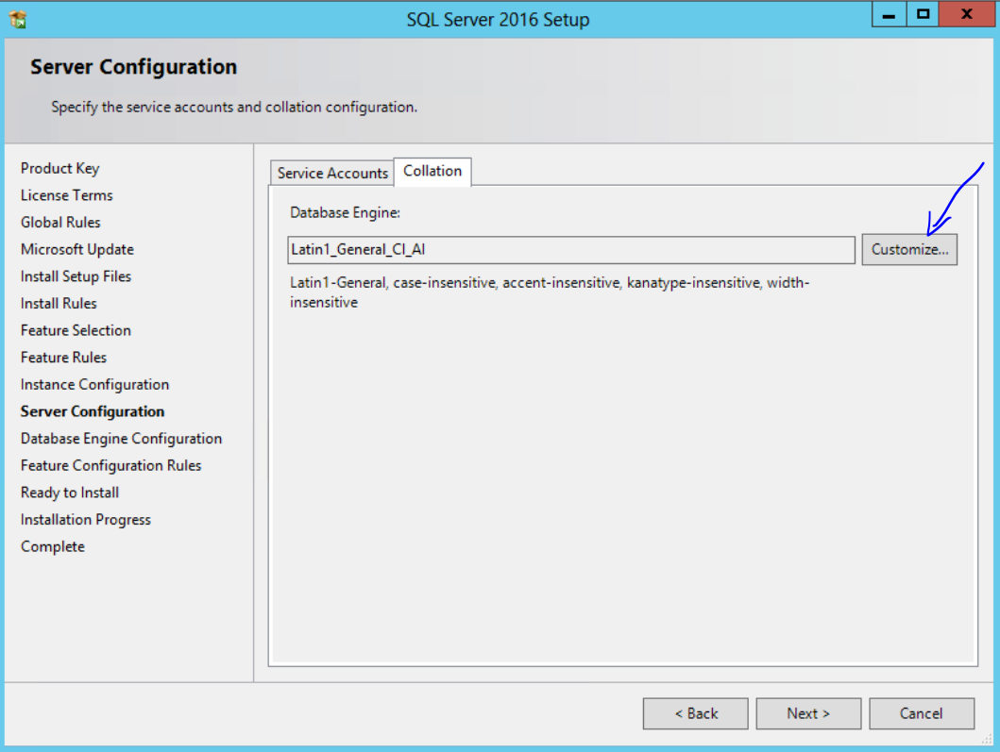 SQL Server 2016 Setup
Server Configuration
Specify the service accounts and collation configuration.
Product Key
License Terms
Global Rules
Microsoft Update
Install Setup Files
Install Rules
Feature Selection
Feature Rules
Instance Configuration
Server Configuration
Database Engine Configuration
Feature Configuration Rules
Ready to Install
Installation Progress
Complete
Service Accounts Collation
Database Engine:
Latin1_General_CI_AI Customize...
Latin1-General, case-insensitive, accent-insensitive, kanatype-insensitive, width-
insensitive
< Back Next > Cancel